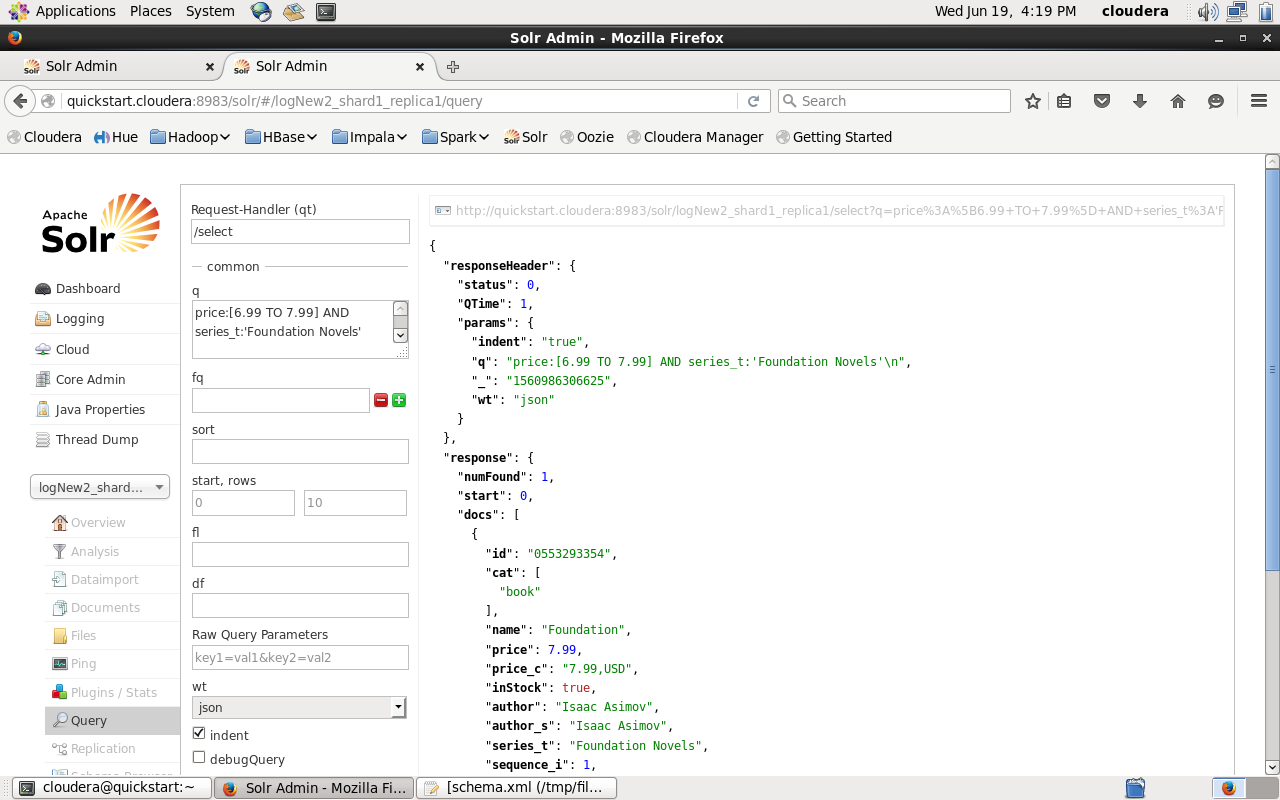 Applications Places System Wed Jun 19, 4:19 PM cloudera
Solr Admin - Mozilla Firefox
Solr Admin Solr Admin
quickstart.cloudera:8983/solr/#/logNew2_shard1_replica1/query Search
Cloudera Hue Hadoop HBase Impala Spark Solr Oozie Cloudera Manager Getting Started
Apache
Solr
Dashboard
Logging
Cloud
Core Admin
Java Properties
Thread Dump
logNew2_shard...
Overview
Analysis
Dataimport
Documents
Files
Ping
Plugins / Stats
Query
Replication
Schema Browser
Request-Handler (qt)
/select
common
q
price:[6.99 TO 7.99] AND
series_t:'Foundation Novels'
fq
sort
start, rows
0 10
fl
df
Raw Query Parameters
key1=val1&key2=val2
wt
json
indent
debugQuery
http://quickstart.cloudera:8983/solr/logNew2_shard1_replica1/select?q=price%3A%5B6.99+TO+7.99%5D+AND+series_t%3A'F
{
"responseHeader": {
"status": 0,
"QTime": 1,
"params": {
"indent": "true",
"q": "price:[6.99 TO 7.99] AND series_t:'Foundation Novels'\n",
"_": "1560986306625",
"wt": "json"
}
},
"response": {
"numFound": 1,
"start": 0,
"docs": [
{
"id": "0553293354",
"cat": [
"book"
],
"name": "Foundation",
"price": 7.99,
"price_c": "7.99,USD",
"inStock": true,
"author": "Isaac Asimov",
"author_s": "Isaac Asimov",
"series_t": "Foundation Novels",
"sequence_i": 1,
cloudera@quickstart:~ Solr Admin - Mozilla Fi... [schema.xml (/tmp/fil...